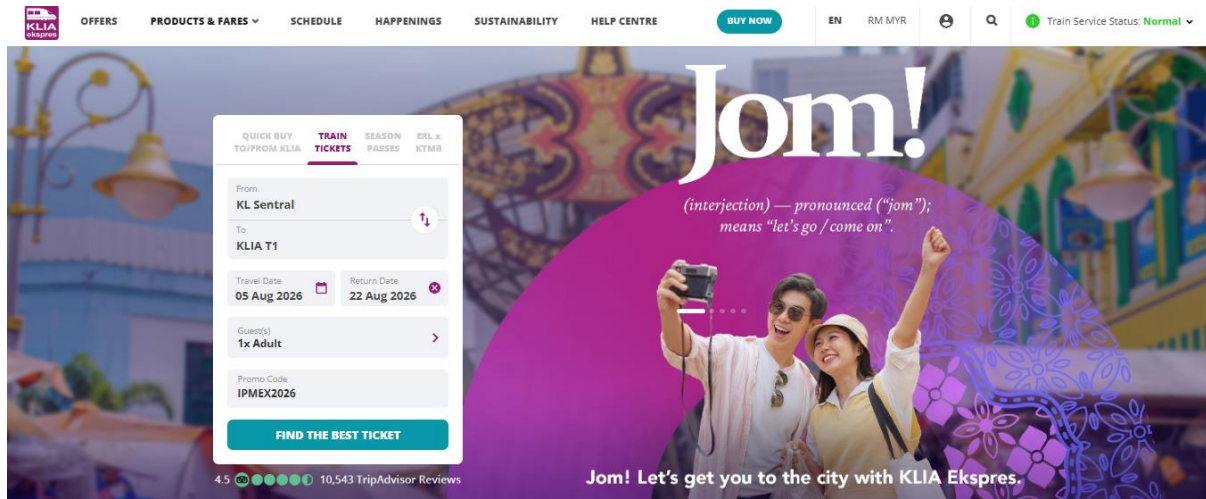 KLIA
ekspres
OFFERS
PRODUCTS & FARES
SCHEDULE
HAPPENINGS
SUSTAINABILITY
HELP CENTRE
BUY NOW
EN
RM MYR
Train Service Status: Normal
Jom!
(interjection) — pronounced (“jom”);
means “let’s go / come on”.
QUICK BUY
TO/FROM KLIA
TRAIN
TICKETS
SEASON
PASSES
ERL x
KTMB
From
KL Sentral
To
KLIA T1
Travel Date
05 Aug 2026
Return Date
22 Aug 2026
Guest(s)
1x Adult
Promo Code
IPMEX2026
FIND THE BEST TICKET
4.5 10,543 TripAdvisor Reviews
Jom! Let’s get you to the city with KLIA Ekspres.